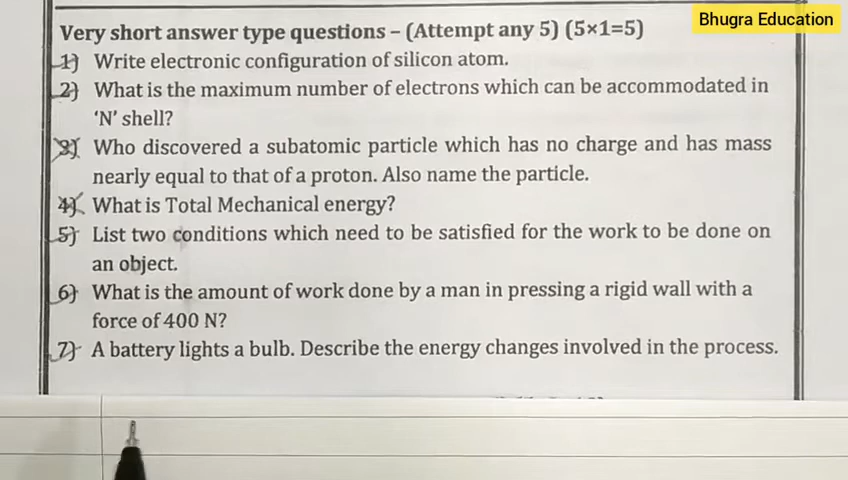 Bhugra Education
Very short answer type questions – (Attempt any 5) (5×1=5)
1) Write electronic configuration of silicon atom.
2) What is the maximum number of electrons which can be accommodated in
‘N’ shell?
3) Who discovered a subatomic particle which has no charge and has mass
nearly equal to that of a proton. Also name the particle.
4) What is Total Mechanical energy?
5) List two conditions which need to be satisfied for the work to be done on
an object.
6) What is the amount of work done by a man in pressing a rigid wall with a
force of 400 N?
7) A battery lights a bulb. Describe the energy changes involved in the process.